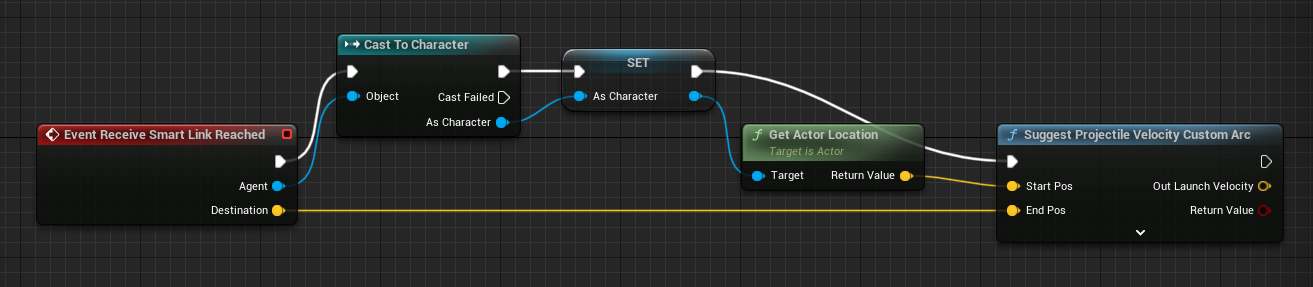 Event Receive Smart Link Reached
Agent
Destination
Cast To Character
Object
Cast Failed
As Character
SET
As Character
Get Actor Location
Target is Actor
Target
Return Value
Suggest Projectile Velocity Custom Arc
Start Pos
Out Launch Velocity
End Pos
Return Value